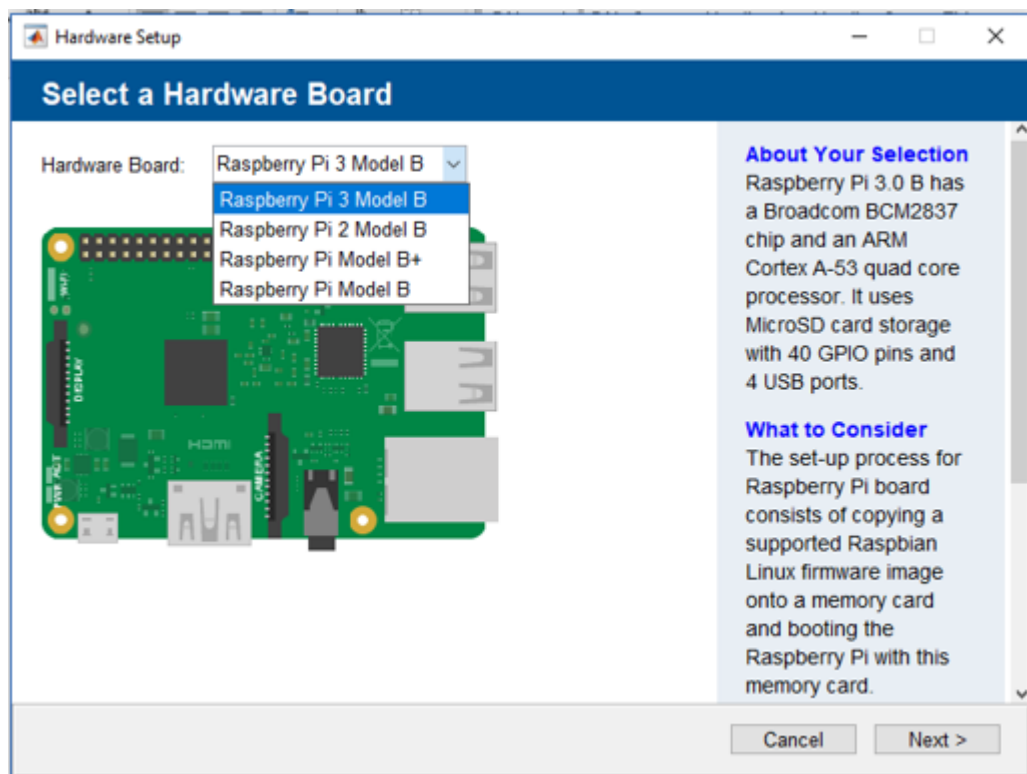 Hardware Setup
Select a Hardware Board
Hardware Board:
Raspberry Pi 3 Model B
Raspberry Pi 3 Model B
Raspberry Pi 2 Model B
Raspberry Pi Model B+
Raspberry Pi Model B
DISPLAY
HDMI
CAMERA
PWR ACT
About Your Selection
Raspberry Pi 3.0 B has
a Broadcom BCM2837
chip and an ARM
Cortex A-53 quad core
processor. It uses
MicroSD card storage
with 40 GPIO pins and
4 USB ports.
What to Consider
The set-up process for
Raspberry Pi board
consists of copying a
supported Raspbian
Linux firmware image
onto a memory card
and booting the
Raspberry Pi with this
memory card.
Cancel
Next >